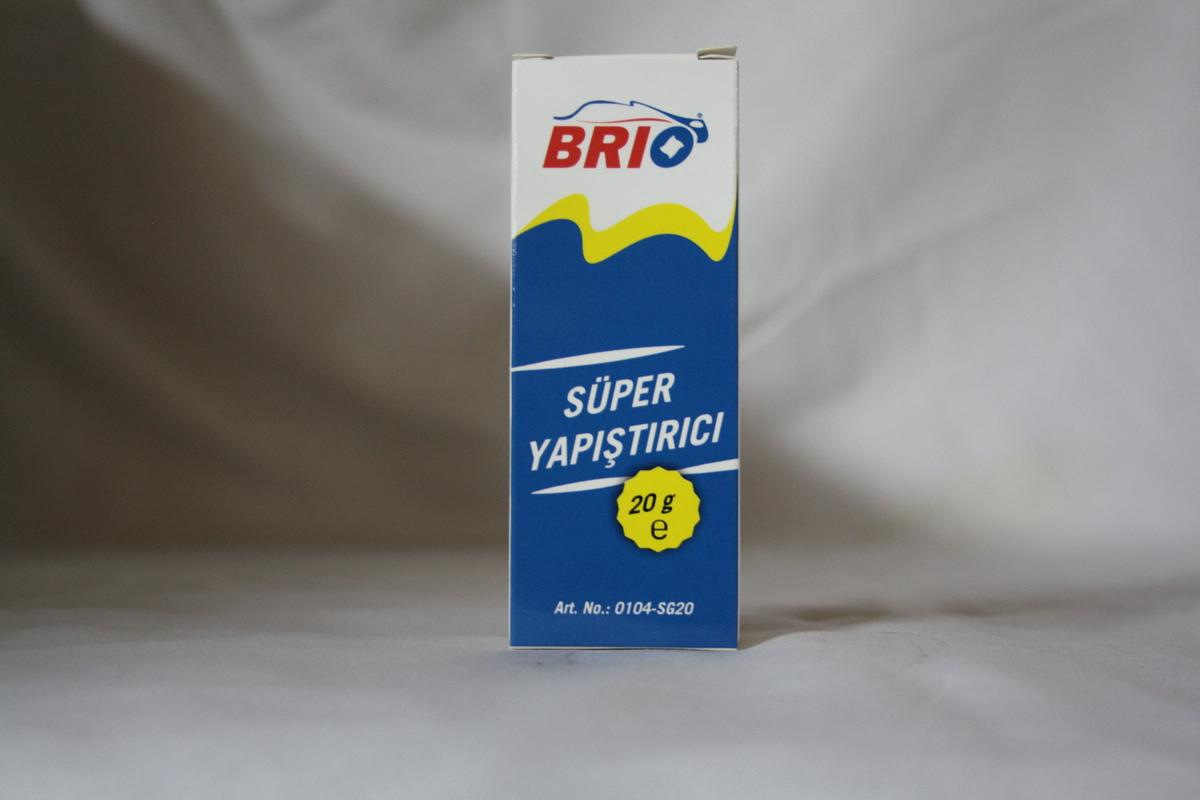 BRIO
SÜPER
YAPIŞTIRICI
20 g
e
Art. No.: 0104-SG20